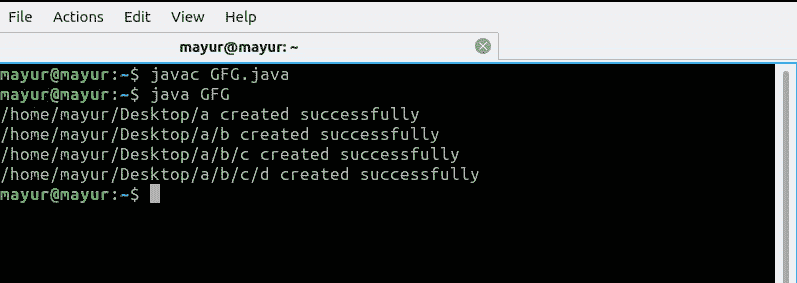 File Actions Edit View Help
mayur@mayur: ~
mayur@mayur:~$ javac GFG.java
mayur@mayur:~$ java GFG
/home/mayur/Desktop/a created successfully
/home/mayur/Desktop/a/b created successfully
/home/mayur/Desktop/a/b/c created successfully
/home/mayur/Desktop/a/b/c/d created successfully
mayur@mayur:~$